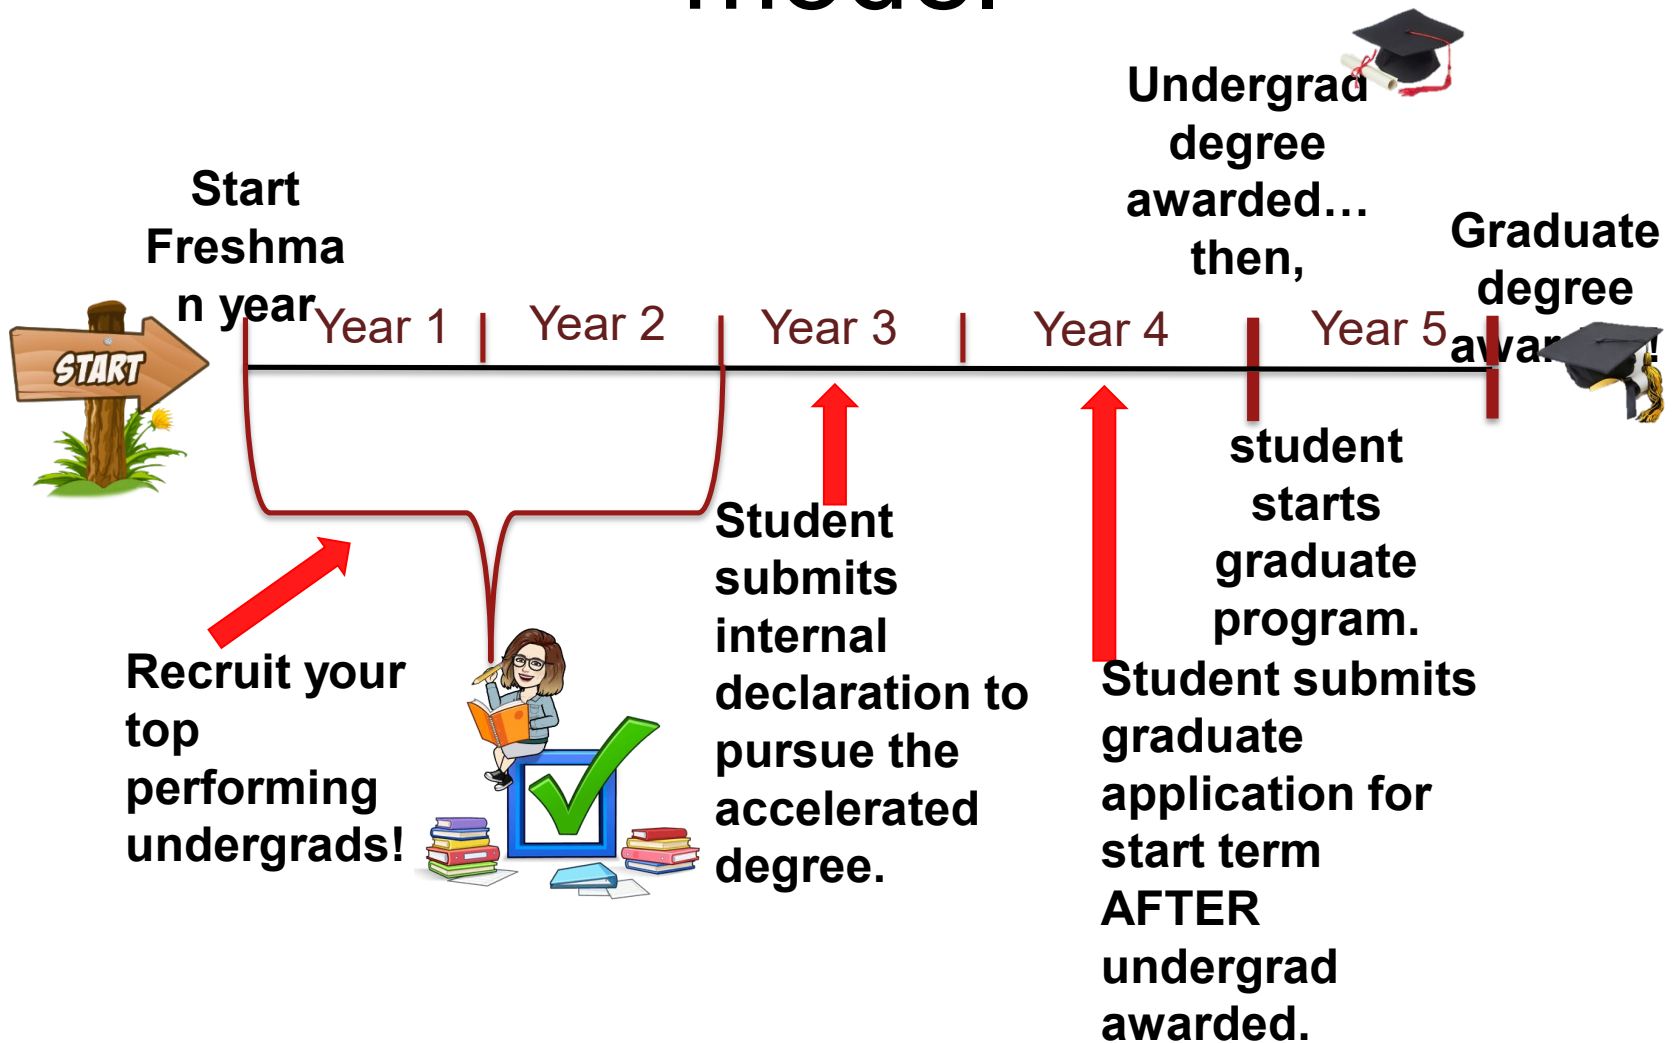 Undergrad
degree
awarded…
then,
Start
Freshma
n year
Graduate
degree
START
Year 1
Year 2
Year 3
Year 4
Year 5
student
starts
graduate
program.
Student
submits
internal
declaration to
pursue the
accelerated
degree.
Recruit your
top
performing
undergrads!
Student submits
graduate
application for
start term
AFTER
undergrad
awarded.